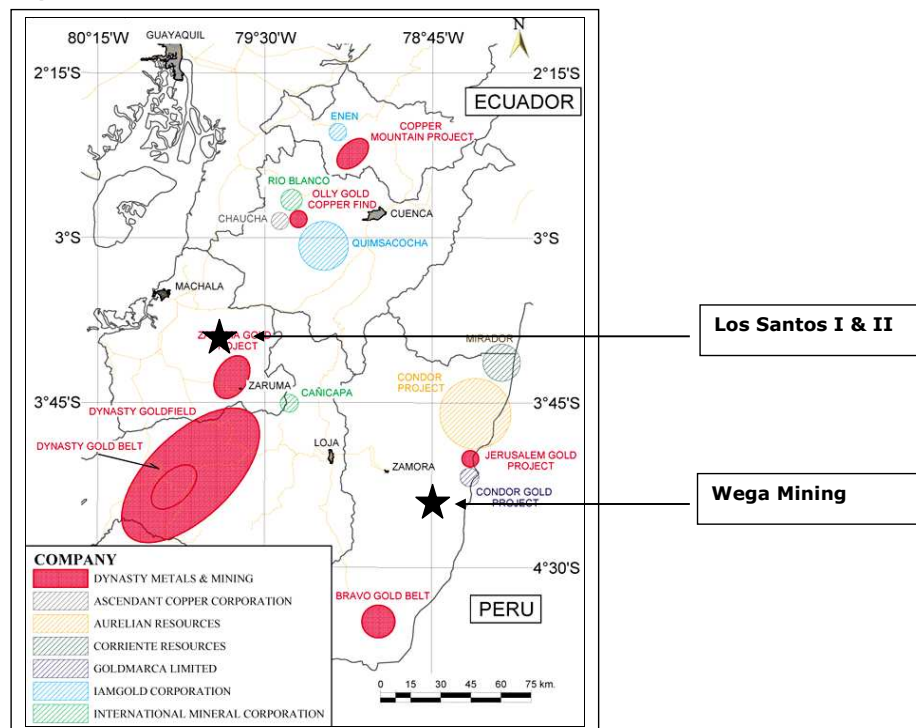 80°15'W
79°30'W
78°45'W
N
GUAYAQUIL
2°15'S
2°15'S
ECUADOR
ENEN
COPPER
MOUNTAIN PROJECT
RIO BLANCO
OLLY GOLD
COPPER FIND
CHAUCHA
CUENCA
3°S
3°S
QUIMSACOCHA
MACHALA
GOLD
Los Santos I & II
MIRADOR
ZARUMA
CAÑICAPA
CONDOR
PROJECT
3°45'S
3°45'S
DYNASTY GOLDFIELD
DYNASTY GOLD BELT
LOJA
ZAMORA
JERUSALEM GOLD
PROJECT
CONDOR GOLD
PROJECT
Wega Mining
4°30'S
BRAVO GOLD BELT
PERU
COMPANY
DYNASTY METALS & MINING
ASCENDANT COPPER CORPORATION
AURELIAN RESOURCES
CORRIENTE RESOURCES
GOLDMARCA LIMITED
IAMGOLD CORPORATION
INTERNATIONAL MINERAL CORPORATION
0 15 30 45 60 75 km.